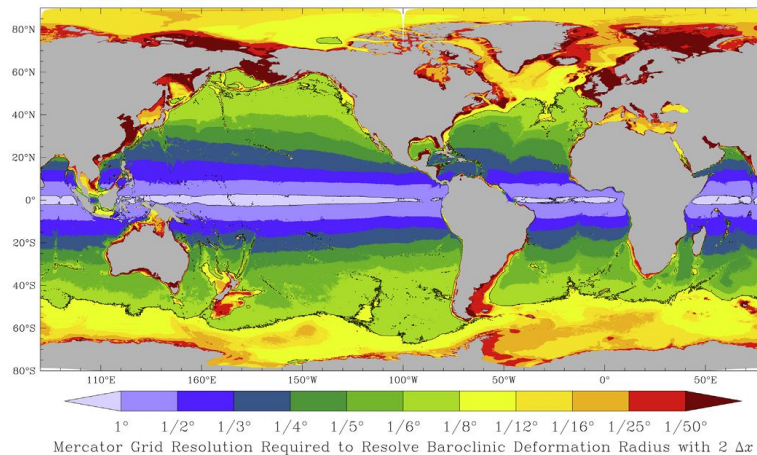 80°N
60°N
40°N
20°N
0°
20°S
40°S
60°S
80°S
110°E 160°E 150°W 100°W 50°W 0° 50°E
1° 1/2° 1/3° 1/4° 1/5° 1/6° 1/8° 1/12° 1/16° 1/25° 1/50°
Mercator Grid Resolution Required to Resolve Baroclinic Deformation Radius with 2 Δx